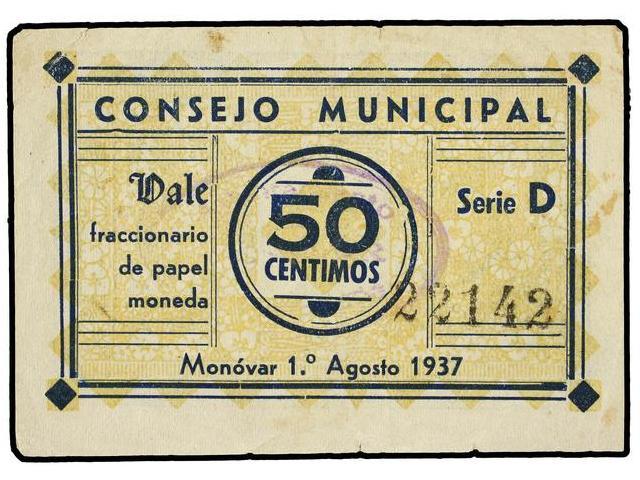 CONSEJO MUNICIPAL
Vale
fraccionario
de papel
moneda
50
CENTIMOS
Serie D
22142
Monóvar 1.º Agosto 1937